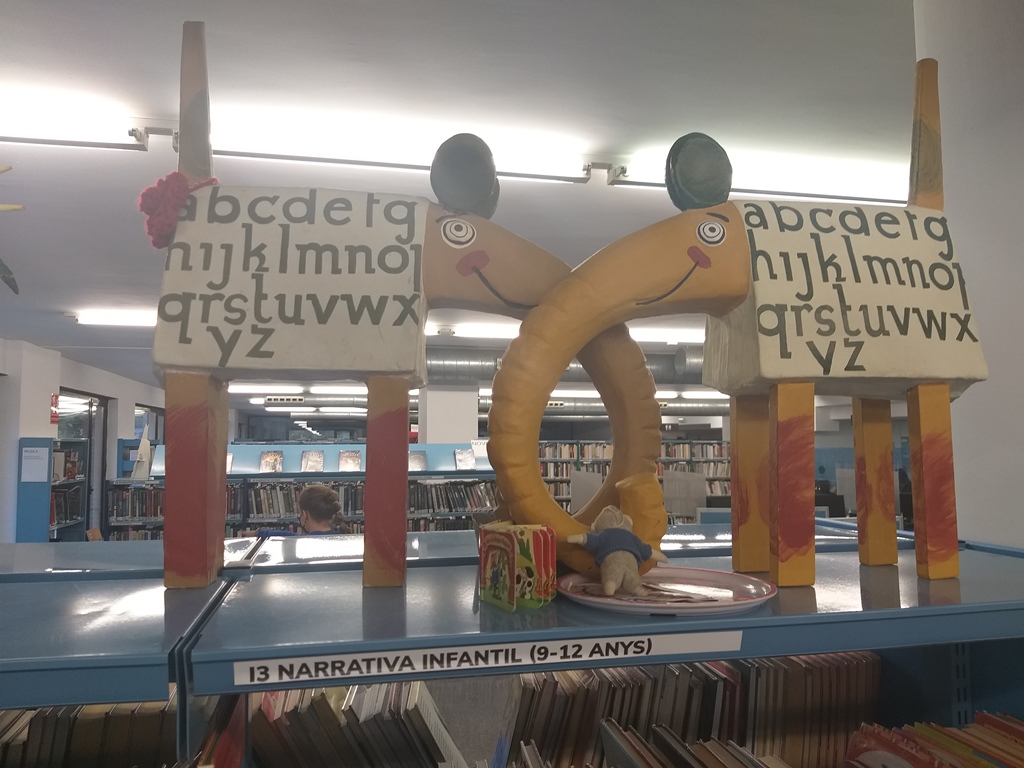 abcdefg
hijklmnop
qrstuvwx
yz
abcdefg
hijklmnop
qrstuvwx
yz
I3 NARRATIVA INFANTIL (9-12 ANYS)